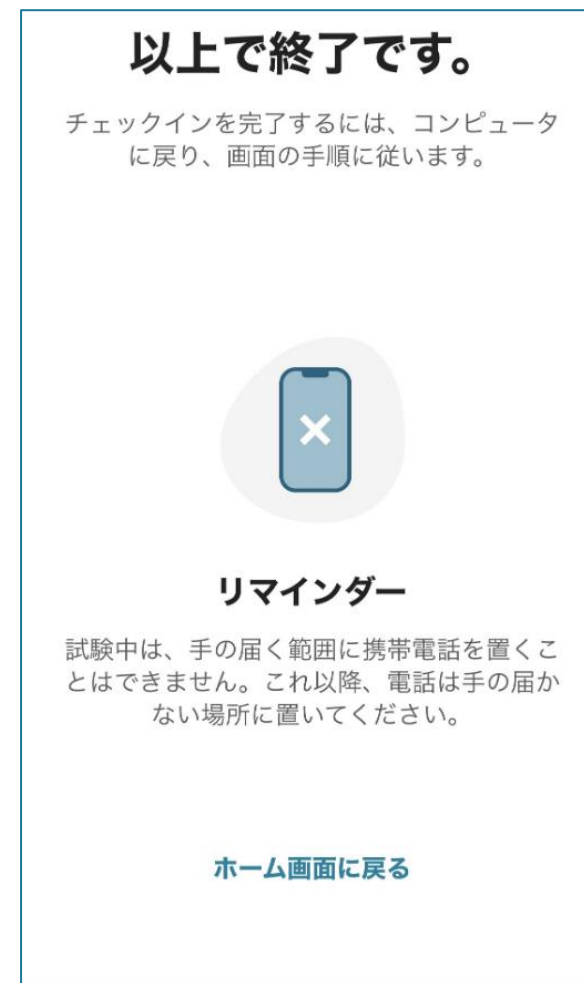 以上で終了です。
チェックインを完了するには、コンピュータ
に戻り、画面の手順に従います。
リマインダー
試験中は、手の届く範囲に携帯電話を置くこ
とはできません。これ以降、電話は手の届か
ない場所に置いてください。
ホーム画面に戻る